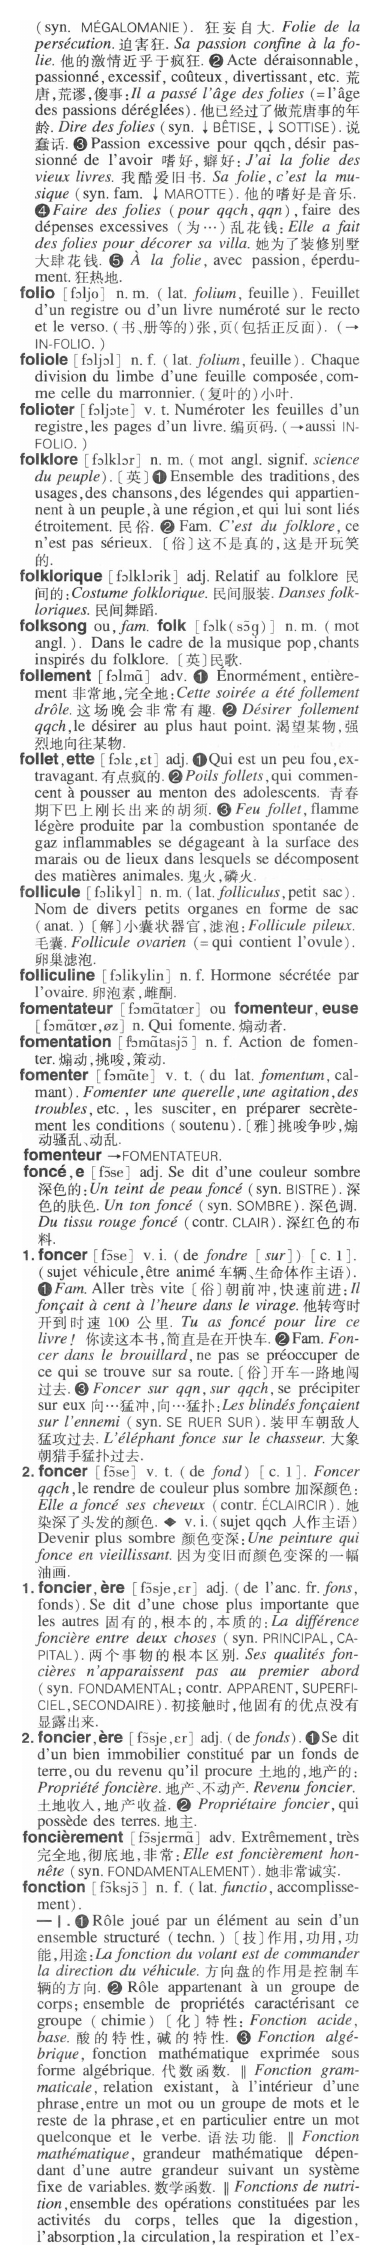 (syn. MÉGALOMANIE). 狂妄自大. Folie de la
persécution. 迫害狂. Sa passion confine à la fo-
lie. 他的激情近乎于疯狂. ❷ Acte déraisonnable,
passionné, excessif, coûteux, divertissant, etc. 荒
唐,荒谬,傻事:Il a passé l'âge des folies (= l'âge
des passions déréglées). 他已经过了做荒唐事的年
龄. Dire des folies (syn. ↓ BÊTISE, ↓ SOTTISE). 说
蠢话. ❸ Passion excessive pour qqch, désir pas-
sionné de l'avoir 嗜好,癖好: J'ai la folie des
vieux livres. 我酷爱旧书. Sa folie, c'est la mu-
sique (syn. fam. ↓ MAROTTE). 他的嗜好是音乐.
❹ Faire des folies (pour qqch, qqn), faire des
dépenses excessives (为…) 乱花钱: Elle a fait
des folies pour décorer sa villa. 她为了装修别墅
大肆花钱. ❺ À la folie, avec passion, éperdu-
ment. 狂热地.
folio [fɔljo] n. m. (lat. folium, feuille). Feuillet
d'un registre ou d'un livre numéroté sur le recto
et le verso. (书、册等的)张,页(包括正反面). (→
IN-FOLIO.)
foliole [fɔljɔl] n. f. (lat. folium, feuille). Chaque
division du limbe d'une feuille composée, com-
me celle du marronnier. (复叶的)小叶.
folioter [fɔljɔte] v. t. Numéroter les feuilles d'un
registre, les pages d'un livre. 编页码. (→aussi IN-
FOLIO.)
folklore [fɔlklɔr] n. m. (mot angl. signif. science
du peuple). [英] ❶ Ensemble des traditions, des
usages, des chansons, des légendes qui appartien-
nent à un peuple, à une région, et qui lui sont liés
étroitement. 民俗. ❷ Fam. C'est du folklore, ce
n'est pas sérieux. [俗]这不是真的,这是开玩笑
的.
folklorique [fɔlklɔrik] adj. Relatif au folklore 民
间的: Costume folklorique. 民间服装. Danses folk-
loriques. 民间舞蹈.
folksong ou, fam. folk [fɔlk(sɔ̃g)] n. m. (mot
angl.). Dans le cadre de la musique pop, chants
inspirés du folklore. [英]民歌.
follement [fɔlmɑ̃] adv. ❶ Énormément, entière-
ment 非常地,完全地:Cette soirée a été follement
drôle. 这场晚会非常有趣. ❷ Désirer follement
qqch, le désirer au plus haut point. 渴望某物,强
烈地向往某物.
follet, ette [fɔlɛ, ɛt] adj. ❶ Qui est un peu fou, ex-
travagant. 有点疯的. ❷ Poils follets, qui commen-
cent à pousser au menton des adolescents. 青春
期下巴上刚长出来的胡须. ❸ Feu follet, flamme
légère produite par la combustion spontanée de
gaz inflammables se dégageant à la surface des
marais ou de lieux dans lesquels se décomposent
des matières animales. 鬼火,磷火.
follicule [fɔlikyl] n. m. (lat. folliculus, petit sac).
Nom de divers petits organes en forme de sac
(anat.) [解]小囊状器官,滤泡:Follicule pileux.
毛囊. Follicule ovarien (= qui contient l'ovule).
卵巢滤泡.
folliculine [fɔlikylin] n. f. Hormone sécrétée par
l'ovaire. 卵泡素,雌酮.
fomentateur [fɔmɑ̃tatœr] ou fomenteur, euse
[fɔmɑ̃tœr, øz] n. Qui fomente. 煽动者.
fomentation [fɔmɑ̃tasjɔ̃] n. f. Action de fomen-
ter. 煽动,挑唆,策动.
fomenter [fɔmɑ̃te] v. t. (du lat. fomentum, cal-
mant). Fomenter une querelle, une agitation, des
troubles, etc., les susciter, en préparer secrète-
ment les conditions (soutenu). [雅]挑唆争吵,煽
动骚乱、动乱.
fomenteur →FOMENTATEUR.
foncé, e [fɔ̃se] adj. Se dit d'une couleur sombre
深色的:Un teint de peau foncé (syn. BISTRE). 深
色的肤色. Un ton foncé (syn. SOMBRE). 深色调.
Du tissu rouge foncé (contr. CLAIR). 深红色的布
料.
1. foncer [fɔ̃se] v. i. (de fondre [sur]) [c. 1].
(sujet véhicule, être animé 车辆、生命体作主语).
❶ Fam. Aller très vite [俗]朝前冲,快速前进: Il
fonçait à cent à l'heure dans le virage. 他转弯时
开到时速 100 公里. Tu as foncé pour lire ce
livre! 你读这本书,简直是在开快车. ❷ Fam. Fon-
cer dans le brouillard, ne pas se préoccuper de
ce qui se trouve sur sa route. [俗]开车一路地闯
过去. ❸ Foncer sur qqn, sur qqch, se précipiter
sur eux 向…猛冲,向…猛扑:Les blindés fonçaient
sur l'ennemi (syn. SE RUER SUR). 装甲车朝敌人
猛攻过去. L'éléphant fonce sur le chasseur. 大象
朝猎手猛扑过去.
2. foncer [fɔ̃se] v. t. (de fond) [c. 1]. Foncer
qqch, le rendre de couleur plus sombre 加深颜色:
Elle a foncé ses cheveux (contr. ÉCLAIRCIR). 她
染深了头发的颜色. ◆ v. i. (sujet qqch 人作主语)
Devenir plus sombre 颜色变深:Une peinture qui
fonce en vieillissant. 因为变旧而颜色变深的一幅
油画.
1. foncier, ère [fɔ̃sje, ɛr] adj. (de l'anc. fr. fons,
fonds). Se dit d'une chose plus importante que
les autres 固有的,根本的,本质的: La différence
foncière entre deux choses (syn. PRINCIPAL, CA-
PITAL). 两个事物的根本区别. Ses qualités fon-
cières n'apparaissent pas au premier abord
(syn. FONDAMENTAL; contr. APPARENT, SUPERFI-
CIEL, SECONDAIRE). 初接触时,他固有的优点没有
显露出来.
2. foncier, ère [fɔ̃sje, ɛr] adj. (de fonds). ❶ Se dit
d'un bien immobilier constitué par un fonds de
terre, ou du revenu qu'il procure 土地的,地产的:
Propriété foncière. 地产、不动产. Revenu foncier.
土地收入,地产收益. ❷ Propriétaire foncier, qui
possède des terres. 地主.
foncièrement [fɔ̃sjɛrmɑ̃] adv. Extrêmement, très
完全地,彻底地,非常: Elle est foncièrement hon-
nête (syn. FONDAMENTALEMENT). 她非常诚实.
fonction [fɔ̃ksjɔ̃] n. f. (lat. functio, accomplisse-
ment).
— I. ❶ Rôle joué par un élément au sein d'un
ensemble structuré (techn.) [技]作用,功用,功
能,用途:La fonction du volant est de commander
la direction du véhicule. 方向盘的作用是控制车
辆的方向. ❷ Rôle appartenant à un groupe de
corps; ensemble de propriétés caractérisant ce
groupe (chimie) [化]特性: Fonction acide,
base. 酸的特性, 碱的特性. ❸ Fonction algé-
brique, fonction mathématique exprimée sous
forme algébrique. 代数函数. ‖ Fonction gram-
maticale, relation existant, à l'intérieur d'une
phrase, entre un mot ou un groupe de mots et le
reste de la phrase, et en particulier entre un mot
quelconque et le verbe. 语法功能. ‖ Fonction
mathématique, grandeur mathématique dépen-
dant d'une autre grandeur suivant un système
fixe de variables. 数学函数. ‖ Fonctions de nutri-
tion, ensemble des opérations constituées par les
activités du corps, telles que la digestion,
l'absorption, la circulation, la respiration et l'ex-